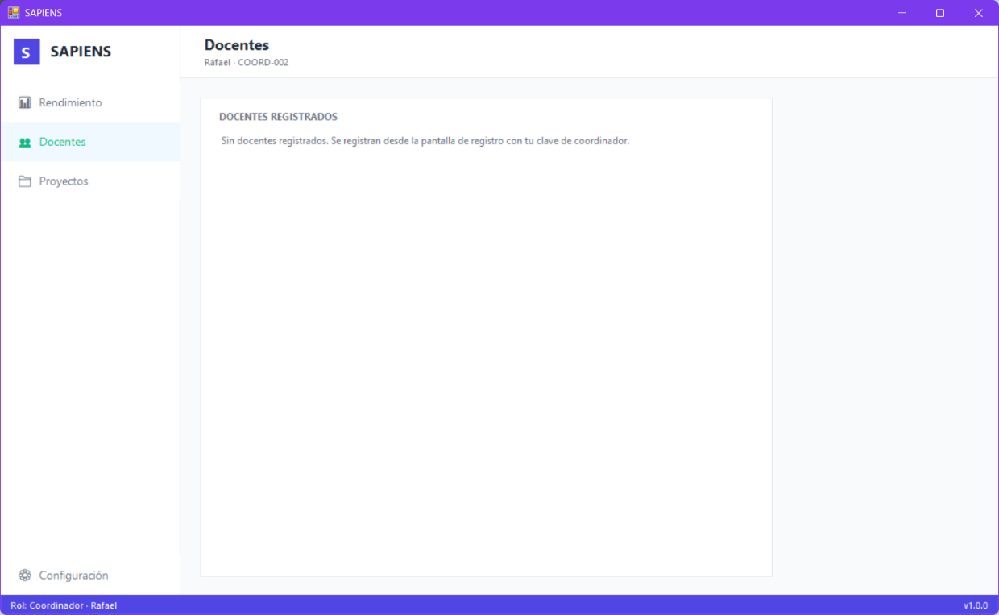 SAPIENS
S SAPIENS
Docentes
Rafael · COORD-002
Rendimiento
Docentes
Proyectos
DOCENTES REGISTRADOS
Sin docentes registrados. Se registran desde la pantalla de registro con tu clave de coordinador.
Configuración
Rol: Coordinador · Rafael
v1.0.0